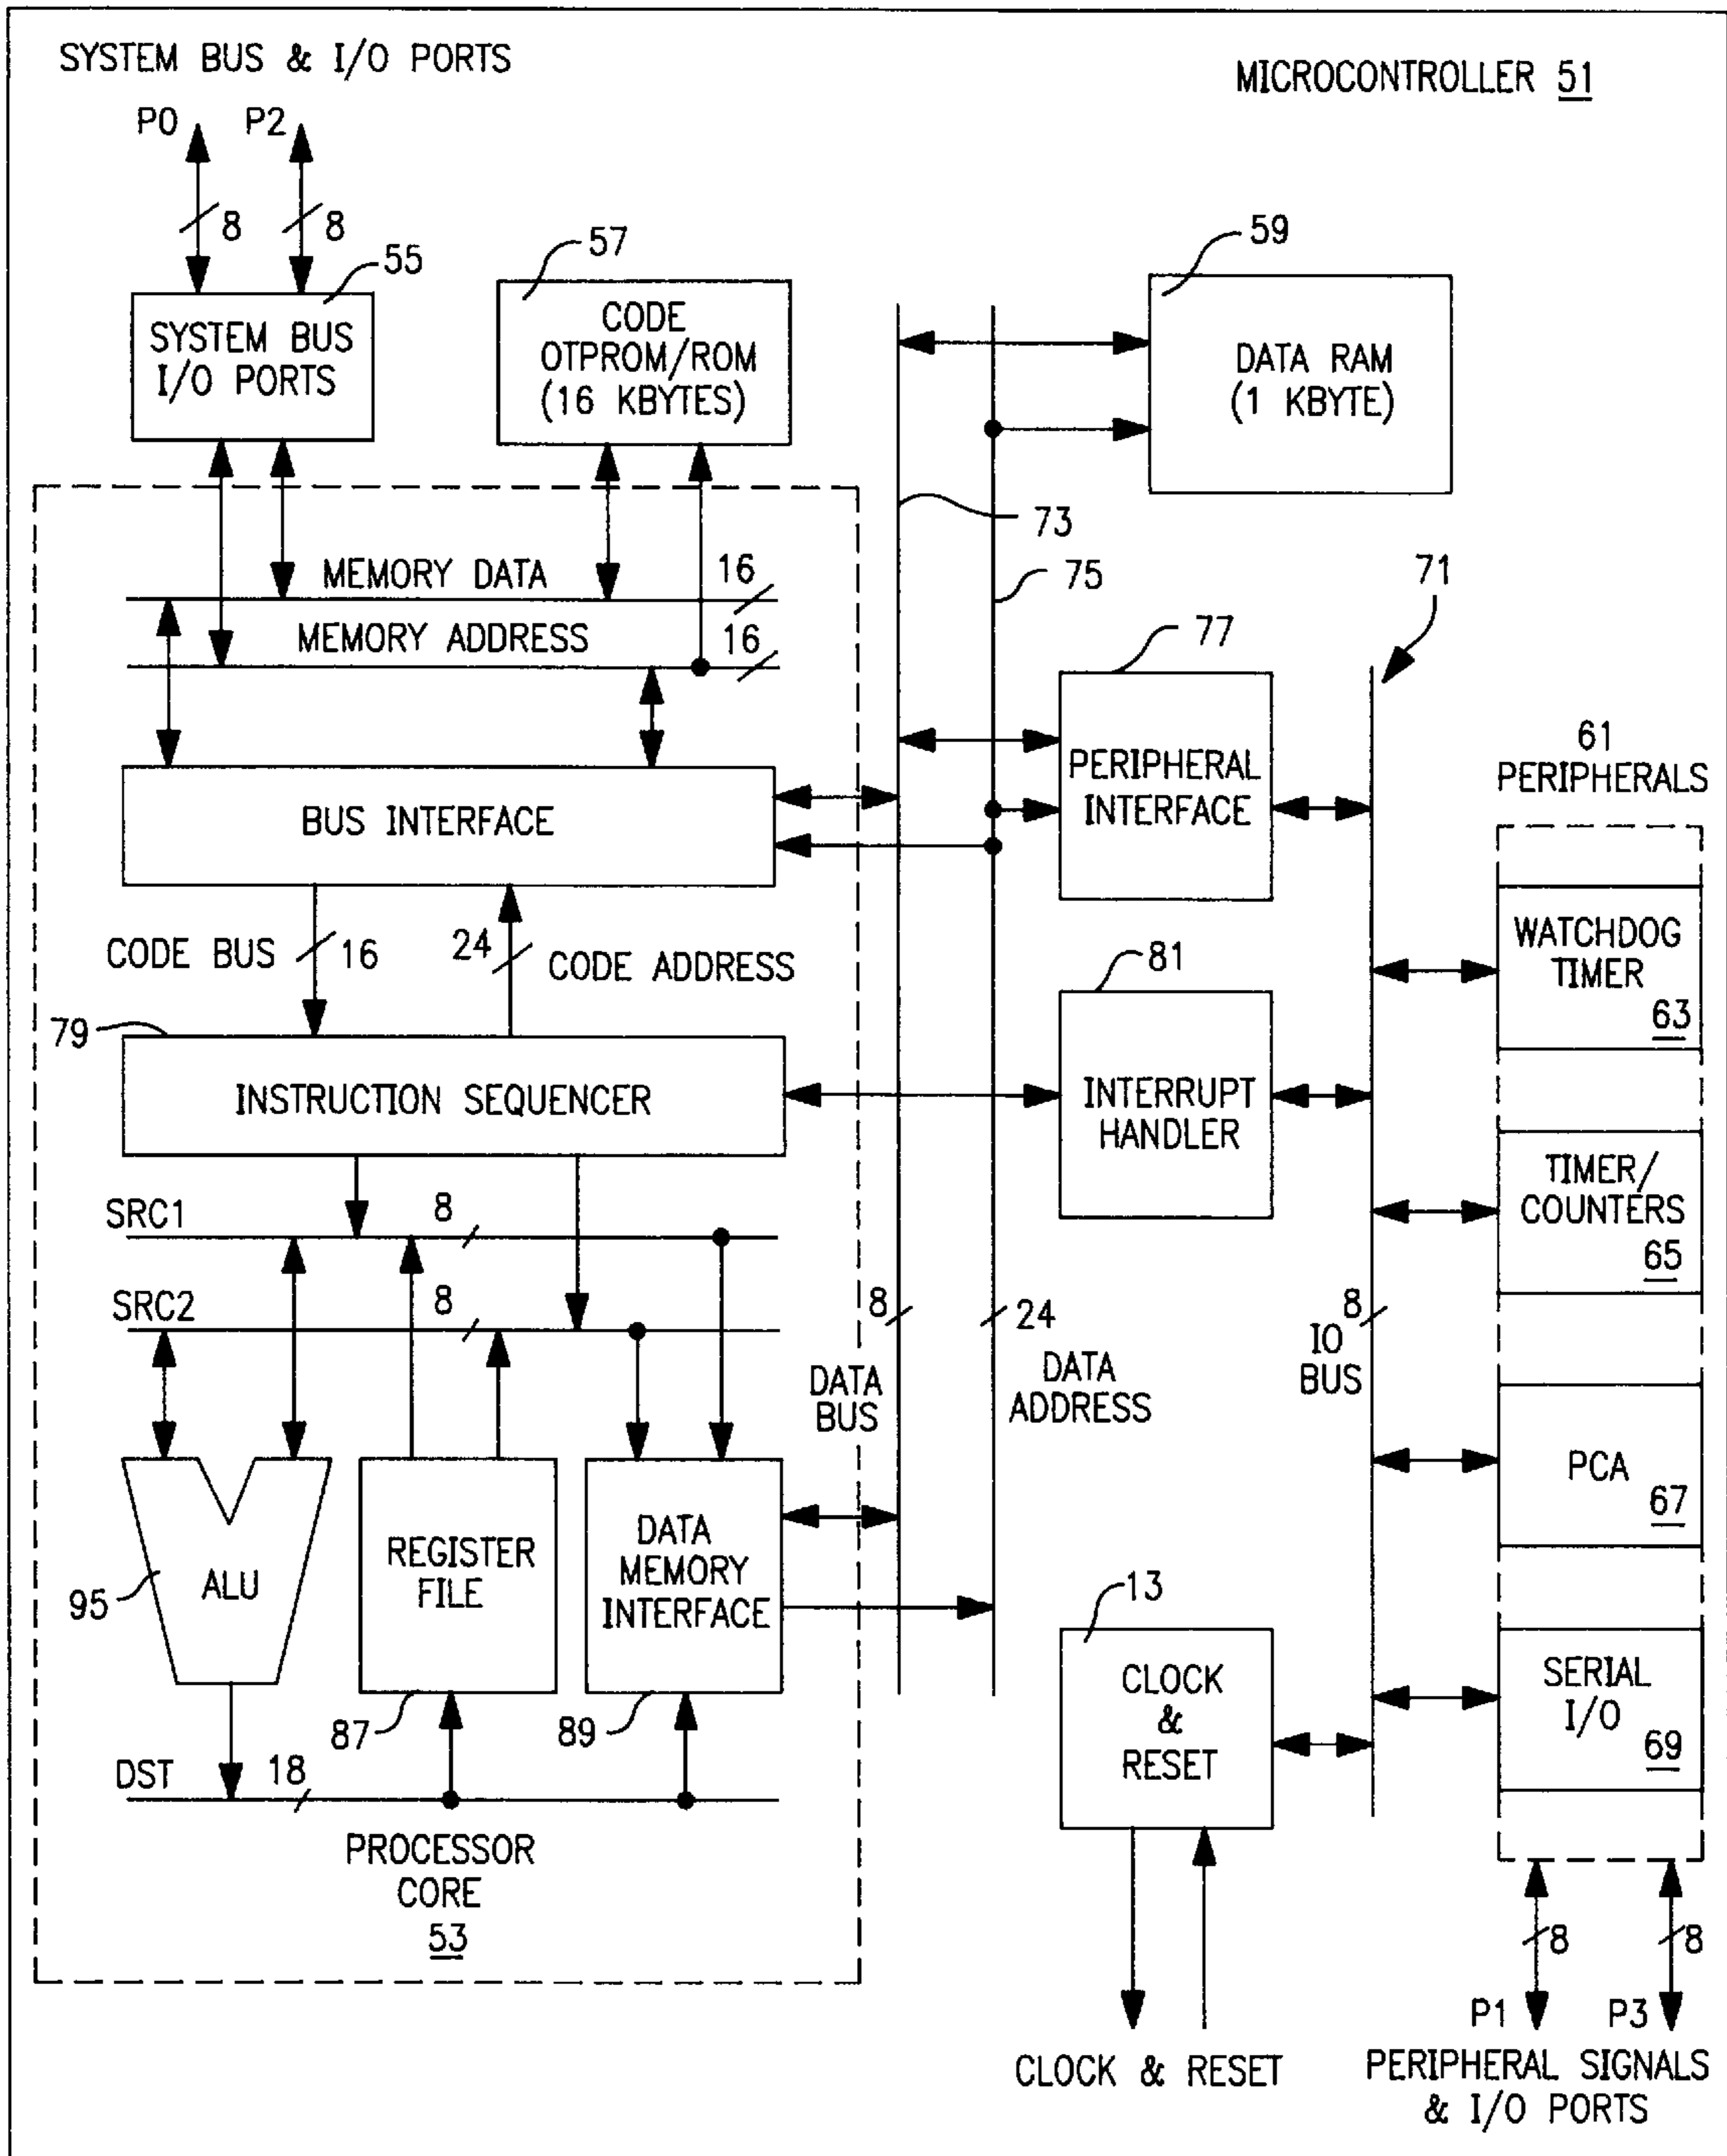 SYSTEM BUS & I/O PORTS
MICROCONTROLLER 51
P0 P2
8 8
55
SYSTEM BUS
I/O PORTS
57
CODE
OTPROM/ROM
(16 KBYTES)
59
DATA RAM
(1 KBYTE)
73
75
71
MEMORY DATA 16
MEMORY ADDRESS 16
77
PERIPHERAL
INTERFACE
61
PERIPHERALS
BUS INTERFACE
CODE BUS 16
24 CODE ADDRESS
WATCHDOG
TIMER
63
79
INSTRUCTION SEQUENCER
81
INTERRUPT
HANDLER
TIMER/
COUNTERS
65
SRC1 8
SRC2 8
8
DATA
BUS
24
DATA
ADDRESS
8
IO
BUS
PCA
67
ALU
95
REGISTER
FILE
87
DATA
MEMORY
INTERFACE
89
13
CLOCK
&
RESET
SERIAL
I/O
69
DST 18
PROCESSOR
CORE
53
8 8
P1 P3
CLOCK & RESET
PERIPHERAL SIGNALS
& I/O PORTS